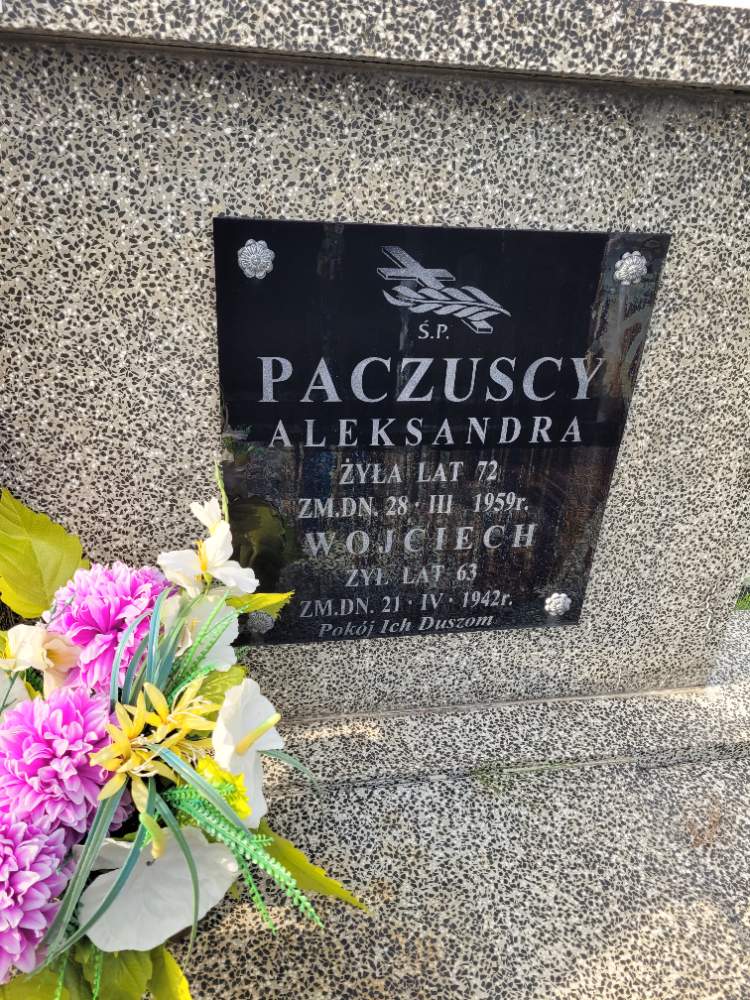 Ś.P.
PACZUSCY
ALEKSANDRA
ŻYŁA LAT 72
ZM.DN. 28·III 1959r.
WOJCIECH
ŻYŁ LAT 63
ZM.DN. 21·IV·1942r.
Pokój Ich Duszom